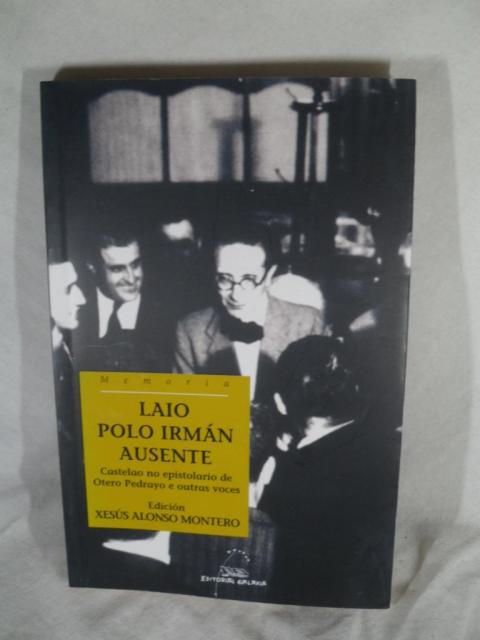 Memoria
LAIO
POLO IRMÁN
AUSENTE
Castelao no epistolario de
Otero Pedrayo e outras voces
Edición
XESÚS ALONSO MONTERO
EDITORIAL GALAXIA